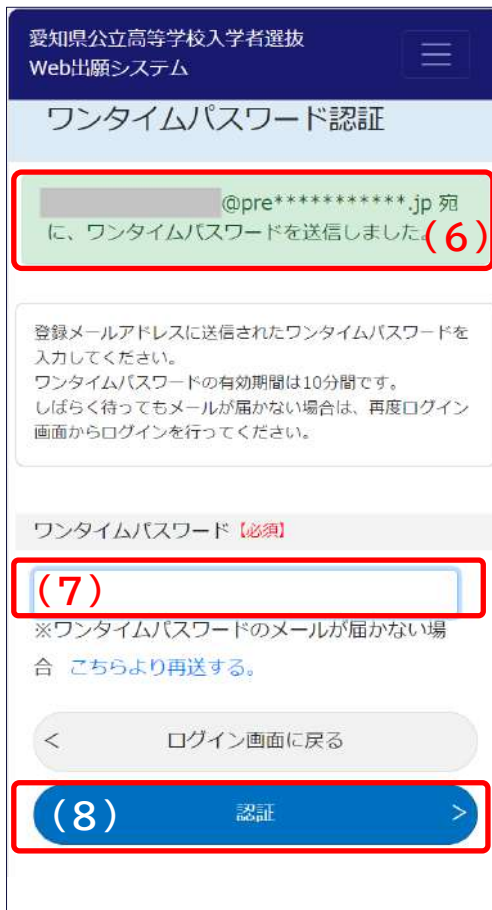 愛知県公立高等学校入学者選抜
Web出願システム
ワンタイムパスワード認証
@pre***********.jp 宛
に、ワンタイムパスワードを送信しました。
(6)
登録メールアドレスに送信されたワンタイムパスワードを
入力してください。
ワンタイムパスワードの有効期間は10分間です。
しばらく待ってもメールが届かない場合は、再度ログイン
画面からログインを行ってください。
ワンタイムパスワード【必須】
(7)
※ワンタイムパスワードのメールが届かない場
合 こちらより再送する。
< ログイン画面に戻る
(8) 認証 >